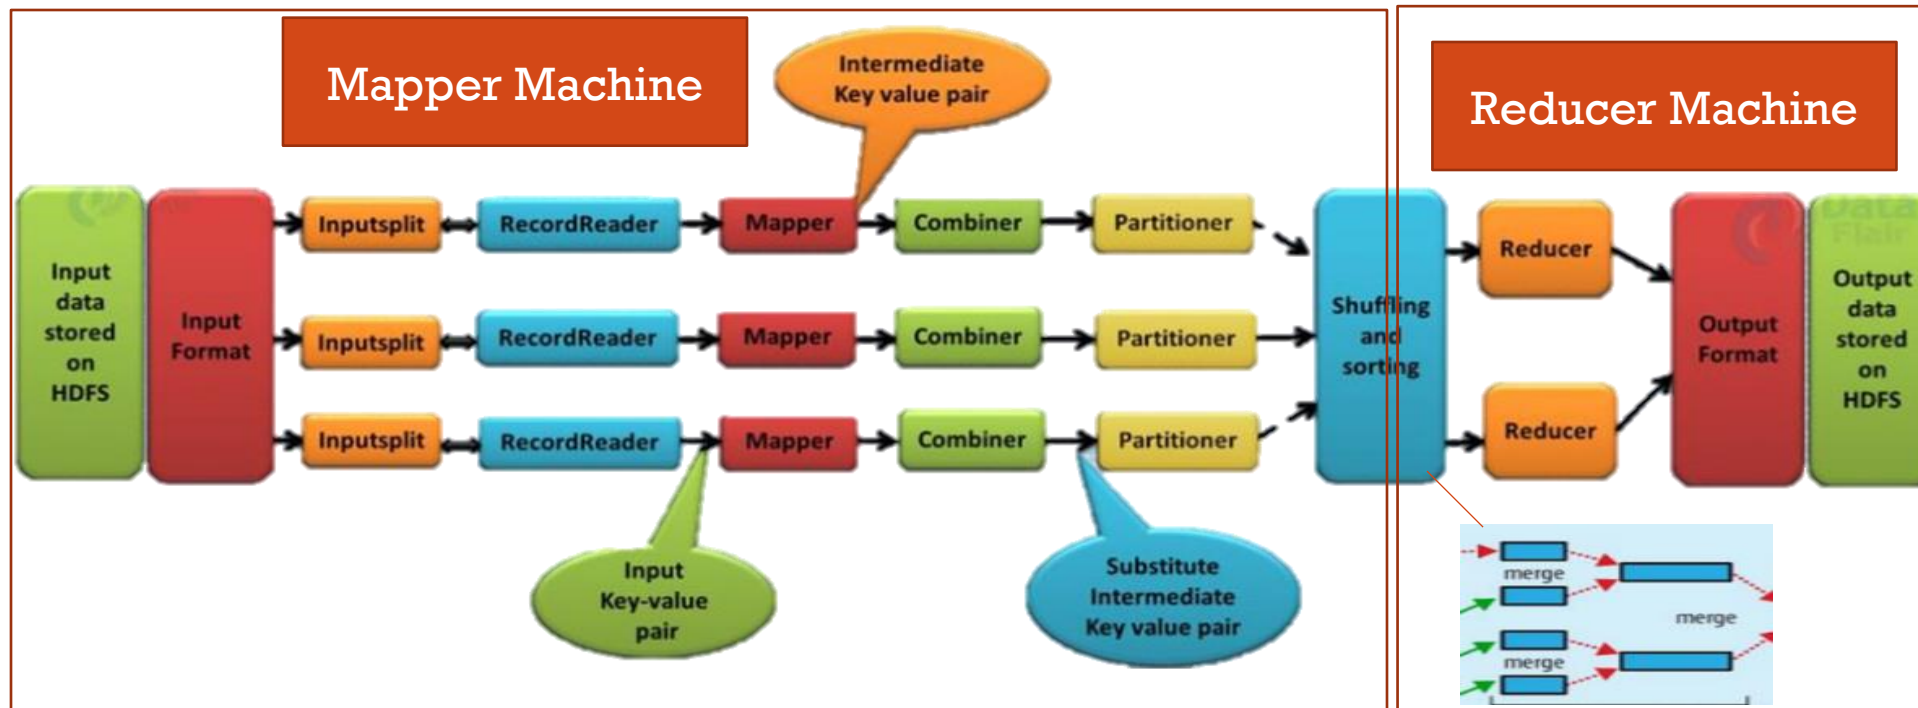 Mapper Machine
Intermediate
Key value pair
Reducer Machine
Input
data
stored
on
HDFS
Input
Format
Inputsplit
RecordReader
Mapper
Combiner
Partitioner
Inputsplit
RecordReader
Mapper
Combiner
Partitioner
Inputsplit
RecordReader
Mapper
Combiner
Partitioner
Shuffling
and
sorting
Reducer
Reducer
Output
Format
Data
Flair
Output
data
stored
on
HDFS
Input
Key-value
pair
Substitute
Intermediate
Key value pair
merge
merge
merge